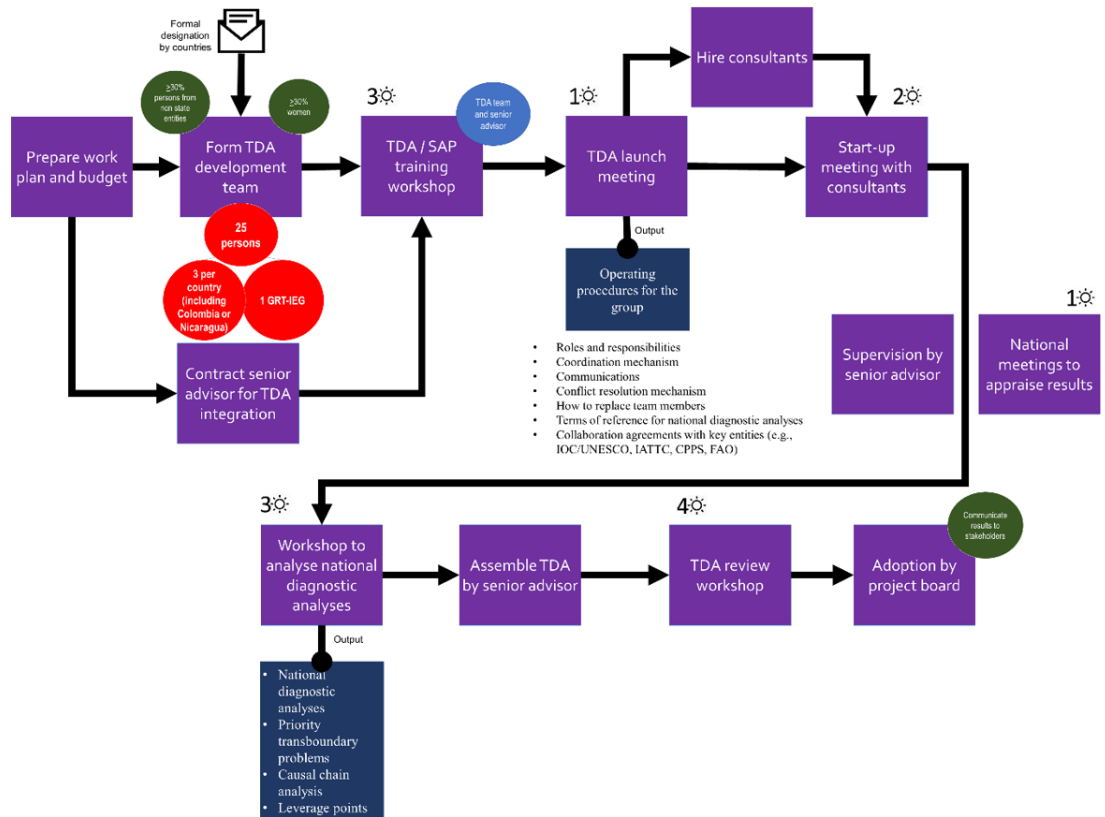 Formal
designation
by countries
≥30%
persons from
non state
entities
≥30%
women
3
TDA team
and senior
advisor
1
Hire consultants
2
Prepare work
plan and budget
Form TDA
development
team
TDA / SAP
training
workshop
TDA launch
meeting
Start-up
meeting with
consultants
25
persons
3 per
country
(including
Colombia or
Nicaragua)
1 GRT-IEG
Output
Operating
procedures for the
group
Contract senior
advisor for TDA
integration
Supervision by
senior advisor
1
National
meetings to
appraise results
• Roles and responsibilities
• Coordination mechanism
• Communications
• Conflict resolution mechanism
• How to replace team members
• Terms of reference for national diagnostic analyses
• Collaboration agreements with key entities (e.g.,
IOC/UNESCO, IATTC, CPPS, FAO)
3
Workshop to
analyse national
diagnostic
analyses
Assemble TDA
by senior advisor
4
TDA review
workshop
Communicate
results to
stakeholders
Adoption by
project board
Output
• National
diagnostic
analyses
• Priority
transboundary
problems
• Causal chain
analysis
• Leverage points